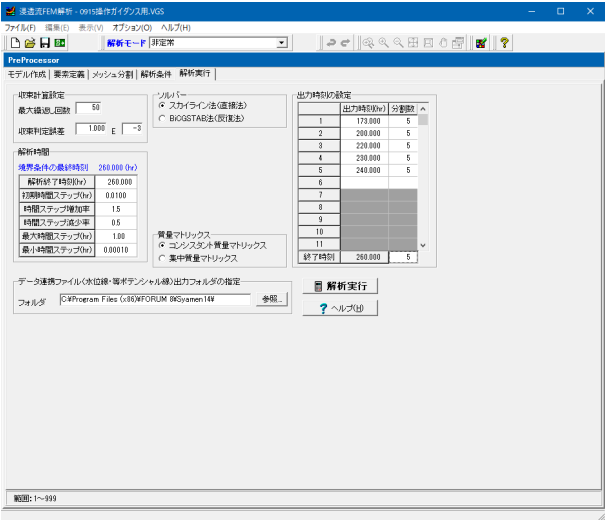 浸透流FEM解析 - 0915操作ガイダンス用.VGS
ファイル(F) 編集(E) 表示(V) オプション(O) ヘルプ(H)
解析モード 非定常
PreProcessor
モデル作成 要素定義 メッシュ分割 解析条件 解析実行
収束計算設定
最大繰返し回数 50
収束判定誤差 1.000 E -3
解析時間
境界条件の最終時刻 260.000 (hr)
解析終了時刻(hr) 260.000
初期時間ステップ(hr) 0.0100
時間ステップ増加率 1.5
時間ステップ減少率 0.5
最大時間ステップ(hr) 1.00
最小時間ステップ(hr) 0.00010
ソルバー
スカイライン法(直接法)
BiCGSTAB法(反復法)
質量マトリックス
コンシスタント質量マトリックス
集中質量マトリックス
出力時刻の設定
出力時刻(hr) 分割数
1 173.000 5
2 200.000 5
3 220.000 5
4 230.000 5
5 240.000 5
6
7
8
9
10
11
終了時刻 260.000 5
データ連携ファイル(水位線・等ポテンシャル線)出力フォルダの指定
フォルダ C:¥Program Files (x86)¥FORUM 8¥Syamen14¥ 参照...
解析実行
? ヘルプ(H)
範囲:1～999